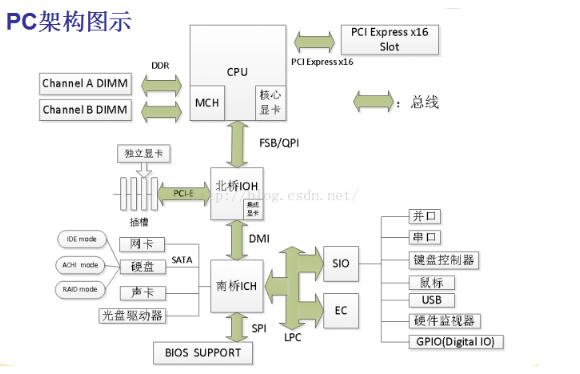 PC架构图示
PCI Express x16
Slot
PCI Express x16
CPU
MCH
核心
显卡
DDR
Channel A DIMM
Channel B DIMM
：总线
FSB/QPI
独立显卡
PCI-E
插槽
北桥IOH
集成
显卡
http://blog.csdn.net/
DMI
IDE mode
ACHI mode
RAID mode
网卡
硬盘
声卡
光盘驱动器
SATA
南桥ICH
SPI
BIOS SUPPORT
LPC
SIO
EC
并口
串口
键盘控制器
鼠标
USB
硬件监视器
GPIO(Digital IO)